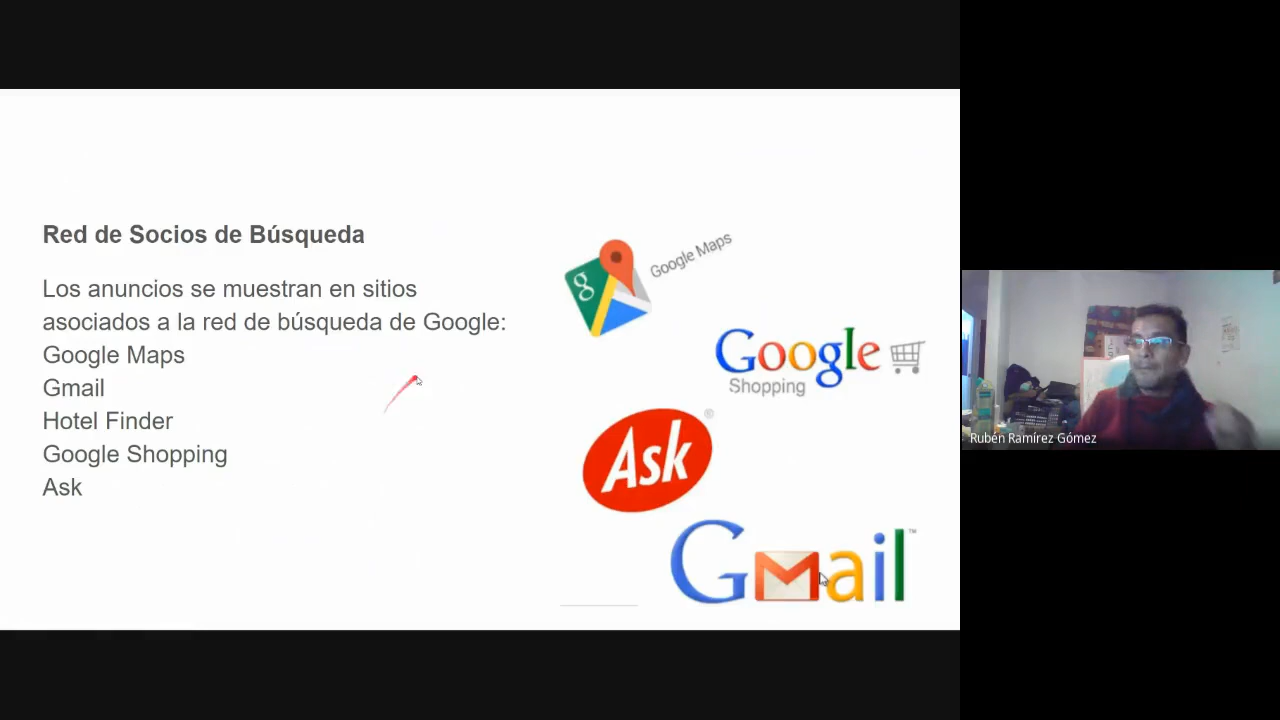 Red de Socios de Búsqueda
Los anuncios se muestran en sitios
asociados a la red de búsqueda de Google:
Google Maps
Gmail
Hotel Finder
Google Shopping
Ask
g
Google Maps
Google
Shopping
Ask®
Gmail™
Rubén Ramírez Gómez